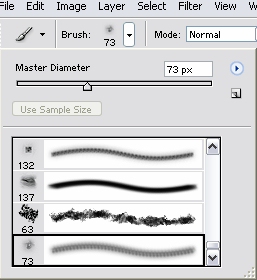 File Edit Image Layer Select Filter View W
Brush: 73 Mode: Normal
Master Diameter 73 px
Use Sample Size
132
137
63
73